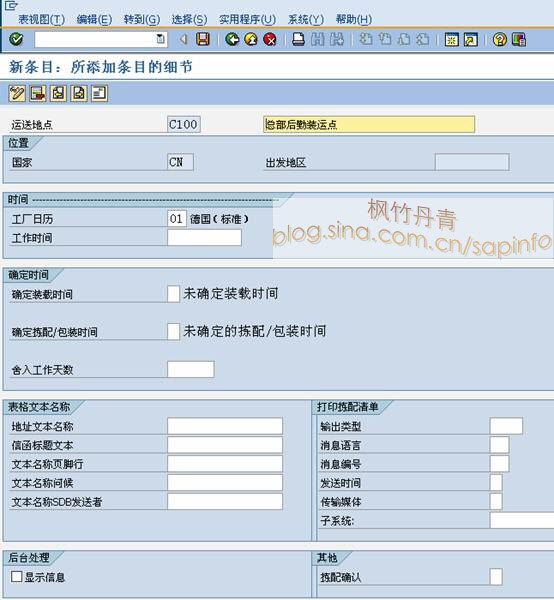 表视图(T) 编辑(E) 转到(G) 选择(S) 实用程序(U) 系统(Y) 帮助(H)
新条目：所添加条目的细节
运送地点 C100 总部后勤装运点
位置
国家 CN 出发地区
时间
工厂日历 01 德国(标准)
工作时间
枫竹丹青
blog.sina.com.cn/sapinfo
确定时间
确定装载时间 未确定装载时间
确定拣配/包装时间 未确定的拣配/包装时间
舍入工作天数
表格文本名称 打印拣配清单
地址文本名称 输出类型
信函标题文本 消息语言
文本名称页脚行 消息编号
文本名称问候 发送时间
文本名称SDB发送者 传输媒体
子系统:
后台处理 其他
显示信息 拣配确认